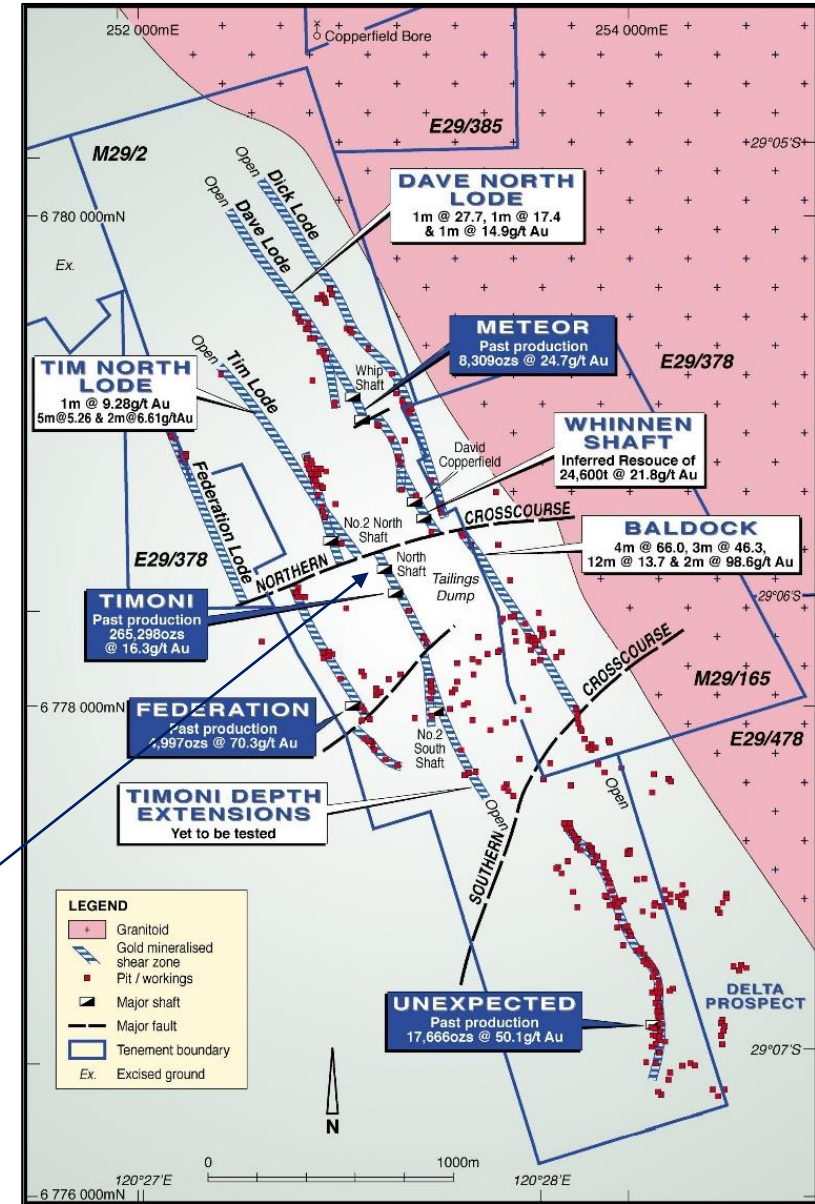 252 000mE
254 000mE
Copperfield Bore
E29/385
29°05'S
M29/2
Open
Dick Lode
Open
Dave Lode
DAVE NORTH
LODE
1m @ 27.7, 1m @ 17.4
& 1m @ 14.9g/t Au
6 780 000mN
Ex.
METEOR
Past production
8,309ozs @ 24.7g/t Au
E29/378
Open
Tim Lode
TIM NORTH
LODE
1m @ 9.28g/t Au
5m@5.26 & 2m@6.61g/tAu
Whip
Shaft
WHINNEN
SHAFT
Inferred Resouce of
24,600t @ 21.8g/t Au
David
Copperfield
Federation Lode
No.2 North
Shaft
NORTHERN
CROSSCOURSE
BALDOCK
4m @ 66.0, 3m @ 46.3,
12m @ 13.7 & 2m @ 98.6g/t Au
E29/378
North
Shaft
Tailings
Dump
29°06'S
TIMONI
Past production
265,298ozs
@ 16.3g/t Au
M29/165
6 778 000mN
FEDERATION
Past production
4,997ozs @ 70.3g/t Au
No.2
South
Shaft
SOUTHERN
CROSSCOURSE
E29/478
TIMONI DEPTH
EXTENSIONS
Yet to be tested
Open
Open
LEGEND
Granitoid
Gold mineralised
shear zone
Pit / workings
Major shaft
Major fault
Tenement boundary
Ex. Excised ground
UNEXPECTED
Past production
17,666ozs @ 50.1g/t Au
DELTA
PROSPECT
29°07'S
N
0
1000m
120°27'E
120°28'E
6 776 000mN